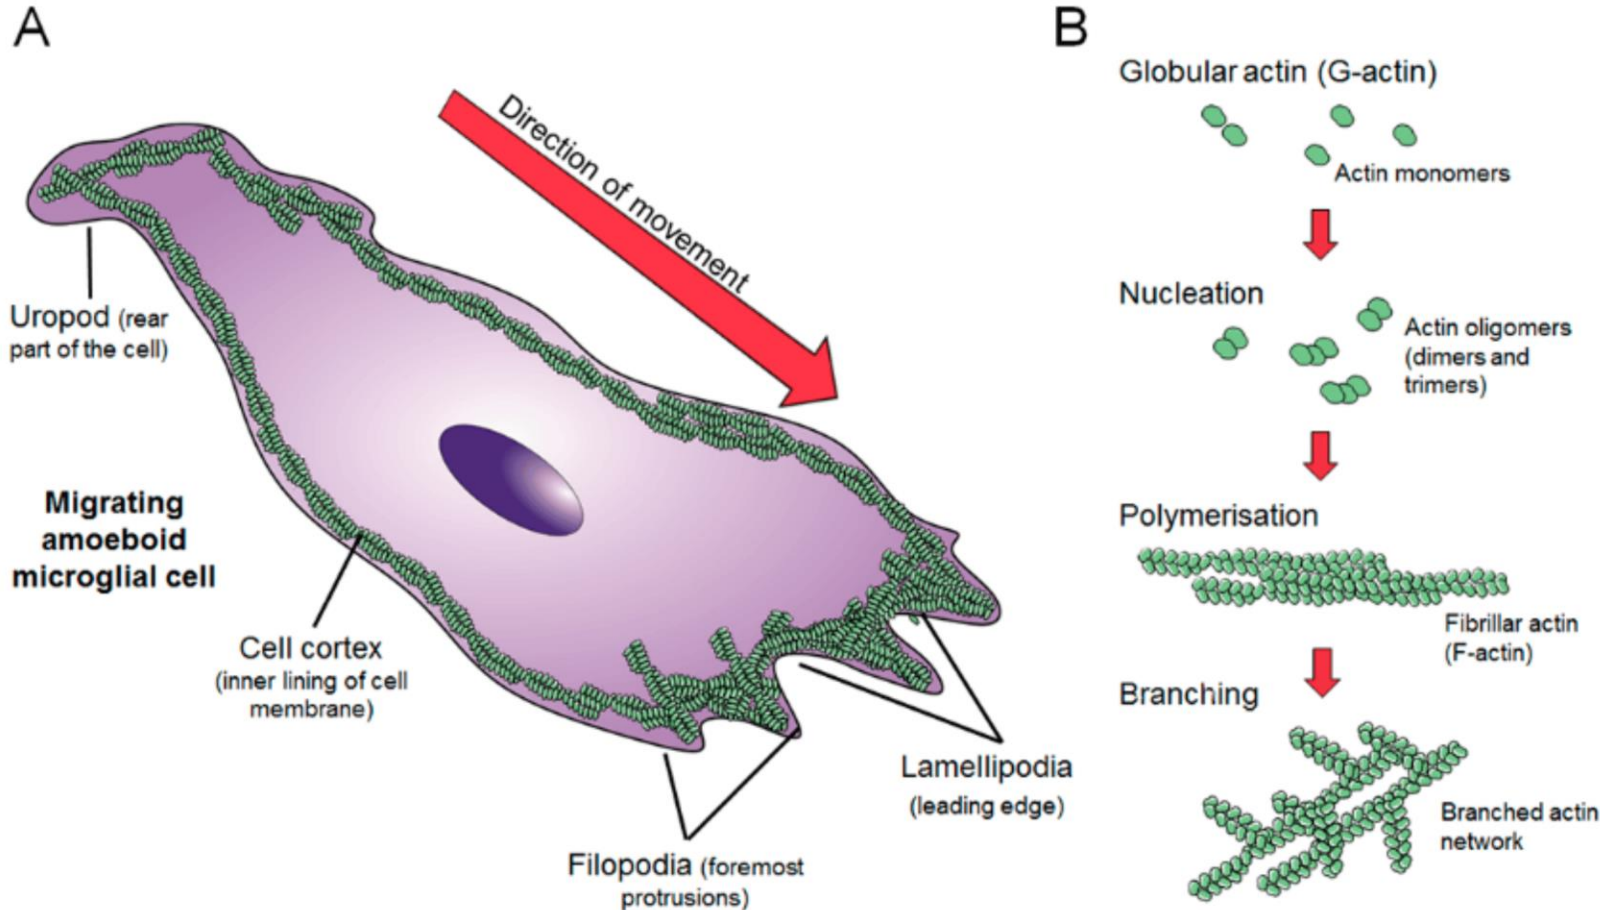 A
Direction of movement
Uropod (rear
part of the cell)
Migrating
amoeboid
microglial cell
Cell cortex
(inner lining of cell
membrane)
Lamellipodia
(leading edge)
Filopodia (foremost
protrusions)
B
Globular actin (G-actin)
Actin monomers
Nucleation
Actin oligomers
(dimers and
trimers)
Polymerisation
Fibrillar actin
(F-actin)
Branching
Branched actin
network